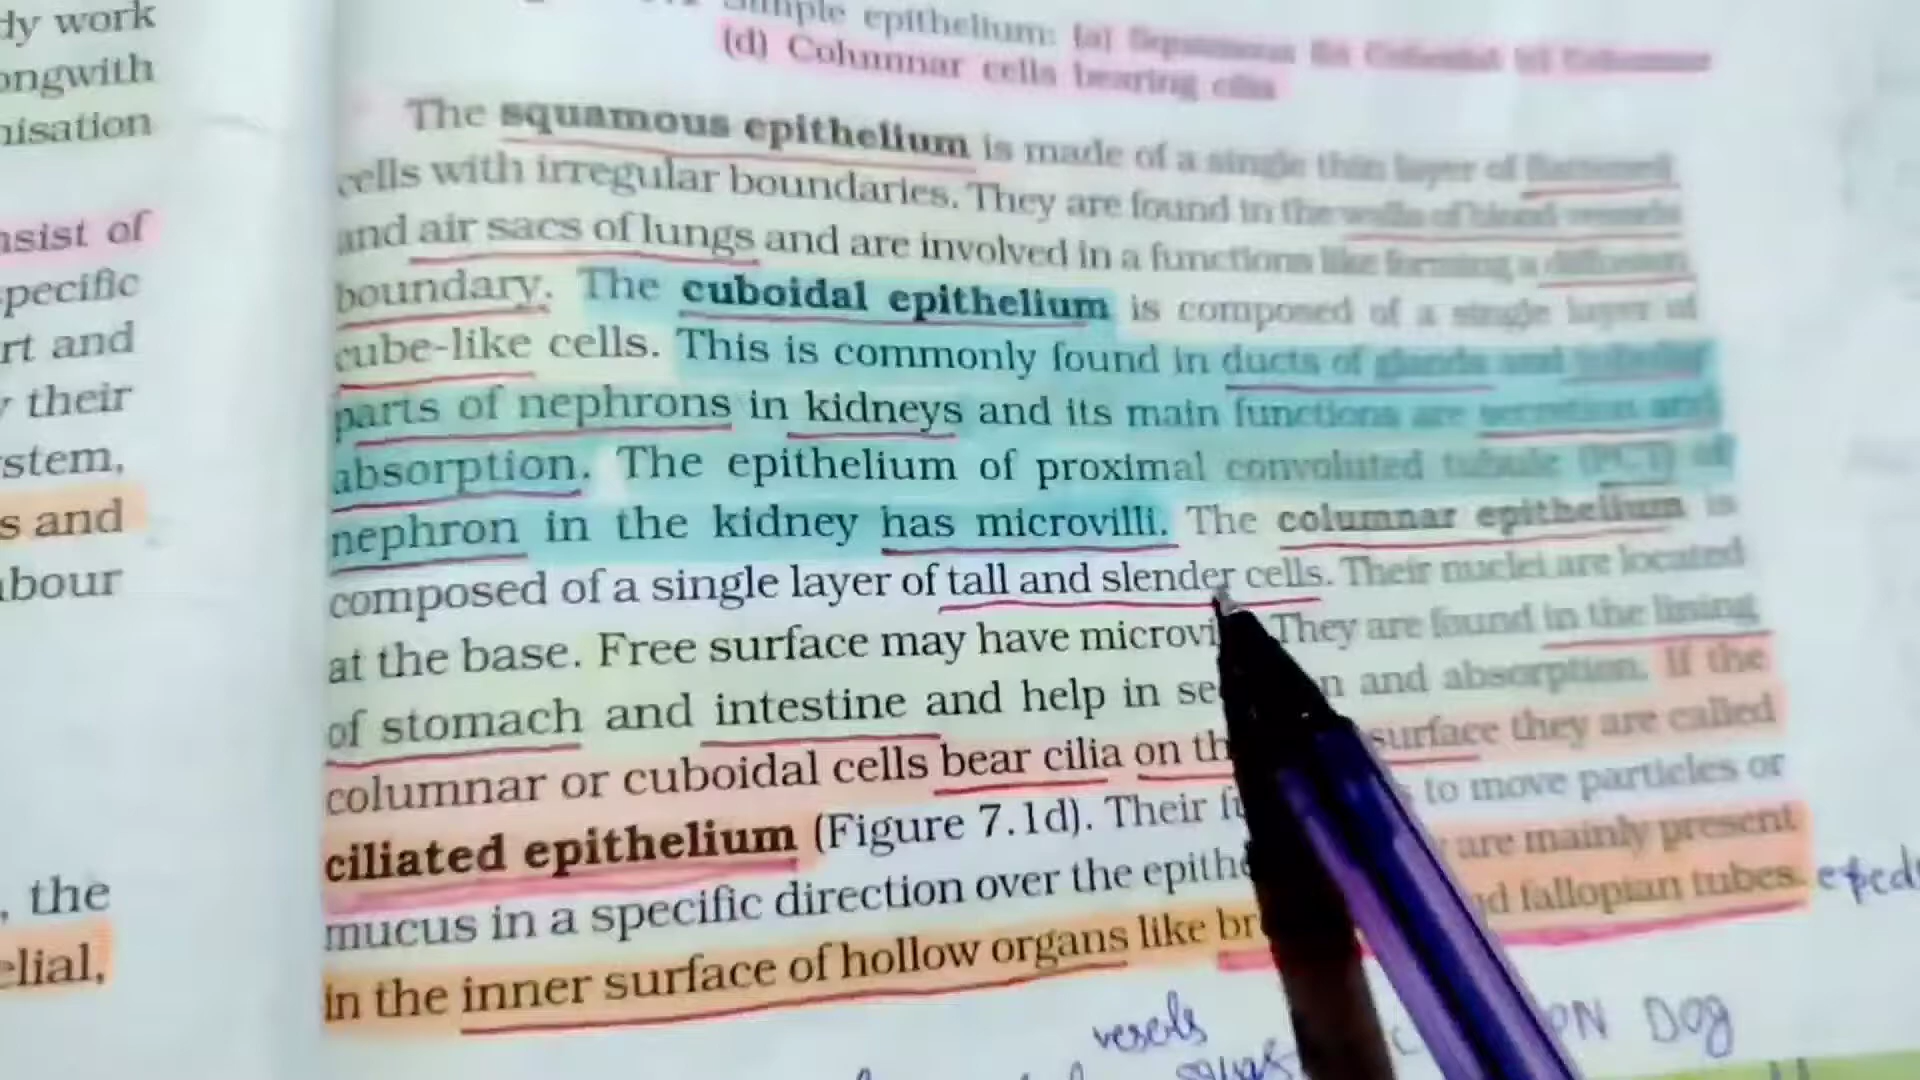 dy work
ongwith
nisation
nsist of
pecific
rt and
their
stem,
s and
abour
, the
elial,
Simple epithelium: (a) Squamous (b) Cuboidal (c) Columnar
(d) Columnar cells bearing cilia
The squamous epithelium is made of a single thin layer of flattened
cells with irregular boundaries. They are found in the walls of blood vessels
and air sacs of lungs and are involved in a functions like forming a diffusion
boundary. The cuboidal epithelium is composed of a single layer of
cube-like cells. This is commonly found in ducts of glands and tubular
parts of nephrons in kidneys and its main functions are secretion and
absorption. The epithelium of proximal convoluted tubule (PCT) of
nephron in the kidney has microvilli. The columnar epithelium is
composed of a single layer of tall and slender cells. Their nuclei are located
at the base. Free surface may have microvi They are found in the lining
of stomach and intestine and help in se n and absorption. If the
columnar or cuboidal cells bear cilia on th surface they are called
ciliated epithelium (Figure 7.1d). Their fu to move particles or
mucus in a specific direction over the epithe are mainly present
in the inner surface of hollow organs like br d fallopian tubes.
vesels
ON Dog